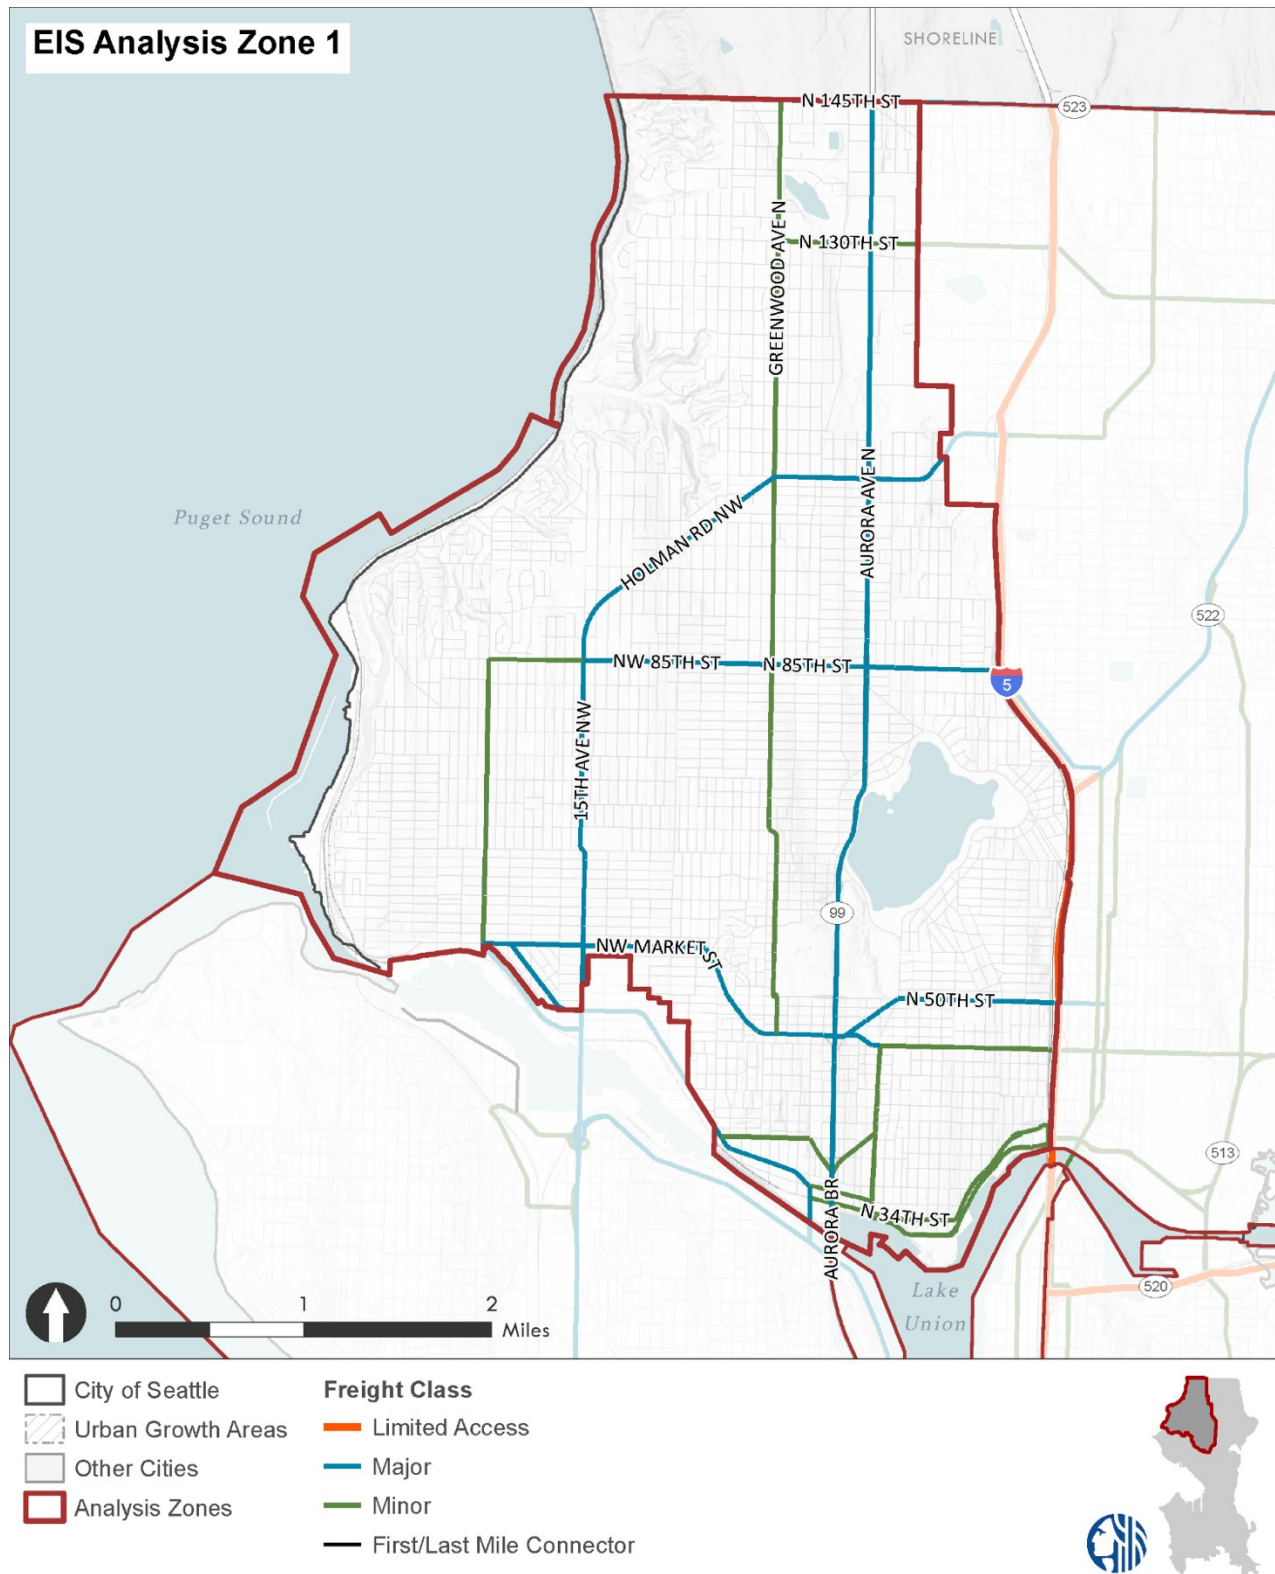 EIS Analysis Zone 1
SHORELINE
N 145TH ST
523
GREENWOOD AVE N
N 130TH ST
AURORA AVE N
Puget Sound
HOLMAN RD NW
522
NW 85TH ST
N 85TH ST
5
15TH AVE NW
99
NW MARKET ST
N 50TH ST
513
N 34TH ST
AURORA BR
520
Lake
Union
0 1 2
Miles
City of Seattle
Urban Growth Areas
Other Cities
Analysis Zones
Freight Class
Limited Access
Major
Minor
First/Last Mile Connector